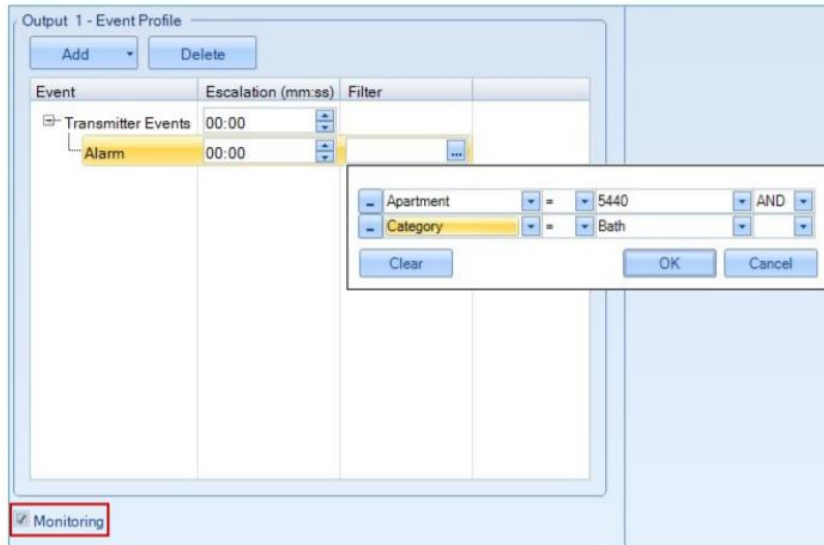 Output 1 - Event Profile
Add Delete
Event Escalation (mm:ss) Filter
Transmitter Events 00:00
Alarm 00:00 ...
Apartment = 5440 AND
Category = Bath
Clear OK Cancel
Monitoring